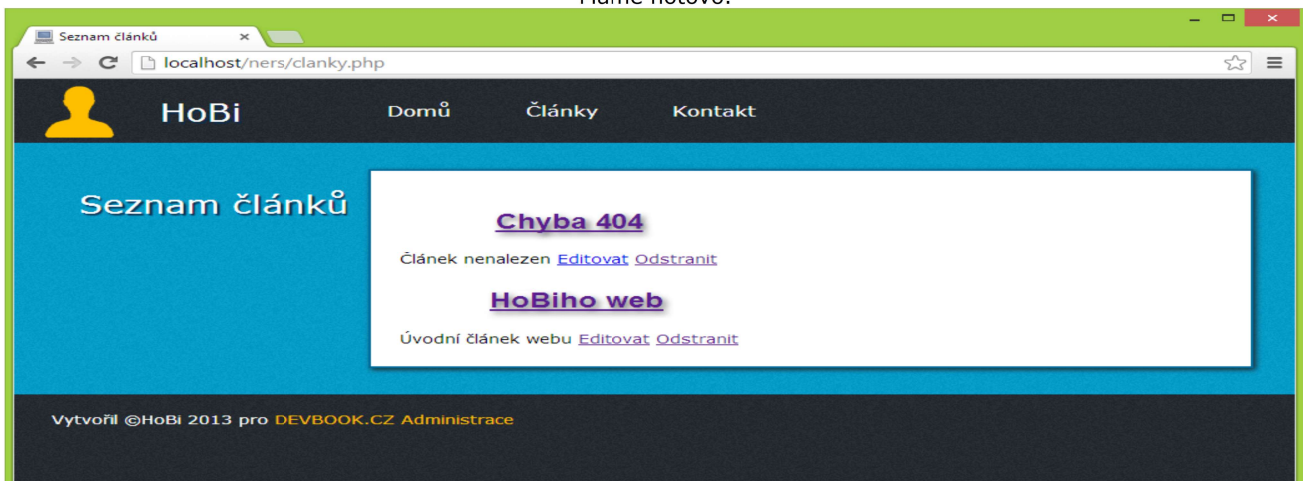 Máme hotovo.
Seznam článků
localhost/ners/clanky.php
HoBi Domů Články Kontakt
Seznam článků
Chyba 404
Článek nenalezen Editovat Odstranit
HoBiho web
Úvodní článek webu Editovat Odstranit
Vytvořil ©HoBi 2013 pro DEVBOOK.CZ Administrace